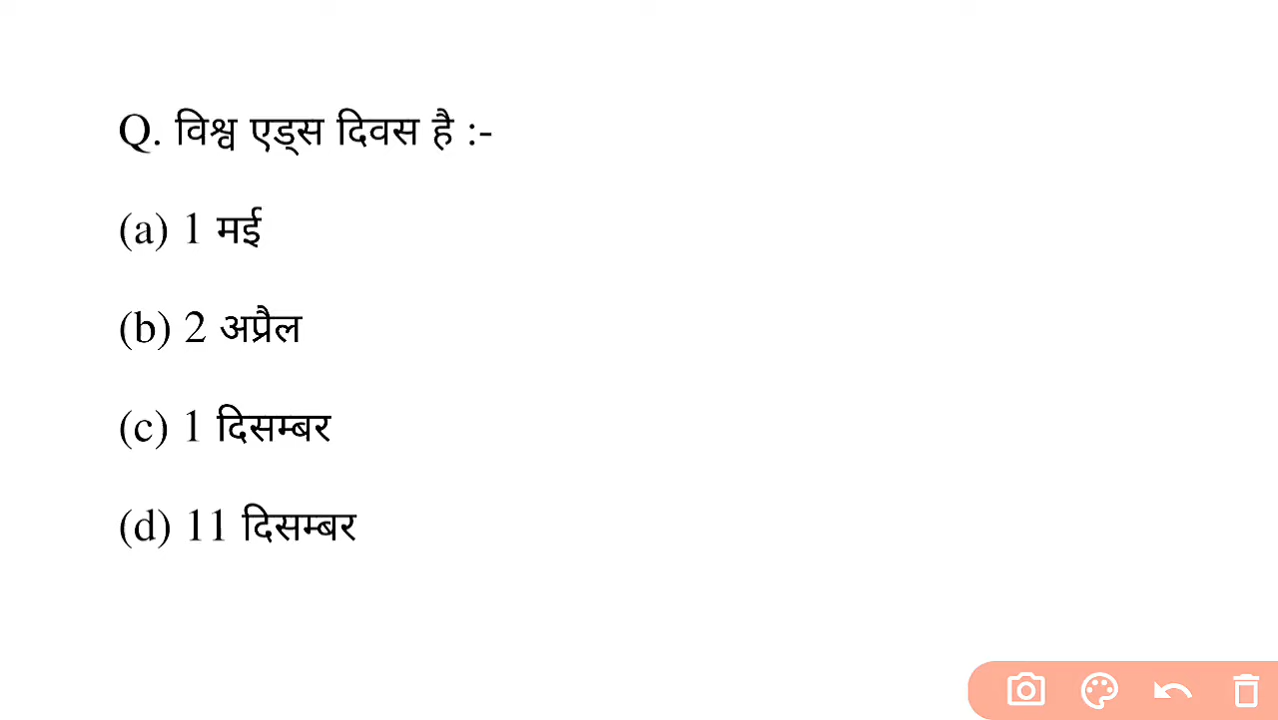 Q. विश्व एड्स दिवस है :-
(a) 1 मई
(b) 2 अप्रैल
(c) 1 दिसम्बर
(d) 11 दिसम्बर